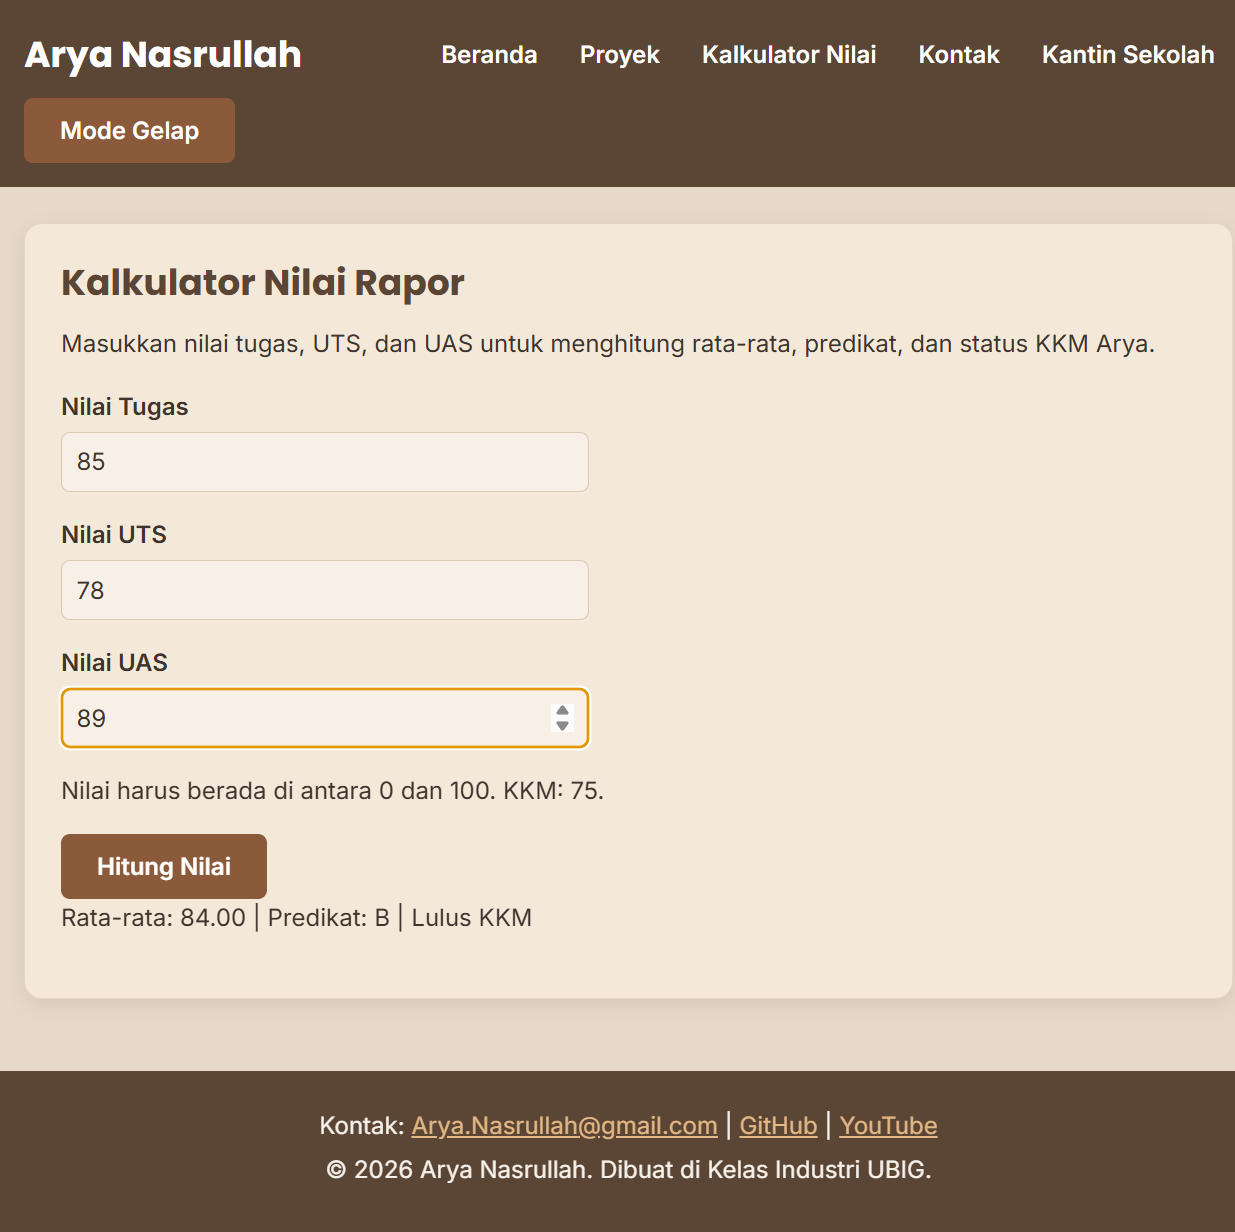 Arya Nasrullah
Beranda Proyek Kalkulator Nilai Kontak Kantin Sekolah
Mode Gelap
Kalkulator Nilai Rapor
Masukkan nilai tugas, UTS, dan UAS untuk menghitung rata-rata, predikat, dan status KKM Arya.
Nilai Tugas
85
Nilai UTS
78
Nilai UAS
89
Nilai harus berada di antara 0 dan 100. KKM: 75.
Hitung Nilai
Rata-rata: 84.00 | Predikat: B | Lulus KKM
Kontak: Arya.Nasrullah@gmail.com | GitHub | YouTube
© 2026 Arya Nasrullah. Dibuat di Kelas Industri UBIG.